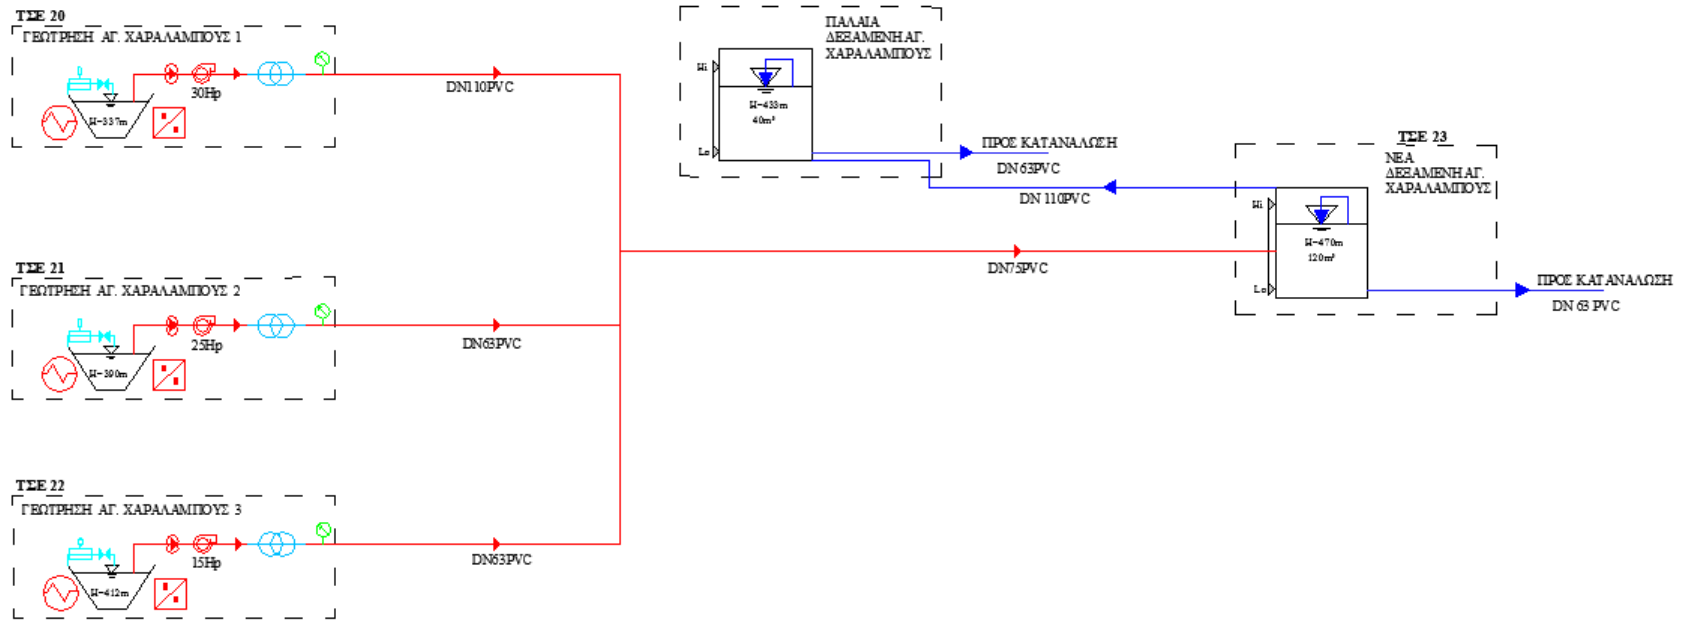 ΤΣΕ 20
ΓΕΩΤΡΗΣΗ ΑΓ. ΧΑΡΑΛΑΜΠΟΥΣ 1
30Hp
H=337m
DN110PVC
ΠΑΛΑΙΑ
ΔΕΞΑΜΕΝΗ ΑΓ.
ΧΑΡΑΛΑΜΠΟΥΣ
Hi
H=433m
40m³
Lo
ΠΡΟΣ ΚΑΤΑΝΑΛΩΣΗ
DN63PVC
DN 110PVC
ΤΣΕ 23
ΝΕΑ
ΔΕΞΑΜΕΝΗ ΑΓ.
ΧΑΡΑΛΑΜΠΟΥΣ
Hi
H=470m
120m³
Lo
DN75PVC
ΠΡΟΣ ΚΑΤΑΝΑΛΩΣΗ
DN 63 PVC
ΤΣΕ 21
ΓΕΩΤΡΗΣΗ ΑΓ. ΧΑΡΑΛΑΜΠΟΥΣ 2
25Hp
H=390m
DN63PVC
ΤΣΕ 22
ΓΕΩΤΡΗΣΗ ΑΓ. ΧΑΡΑΛΑΜΠΟΥΣ 3
15Hp
H=412m
DN63PVC